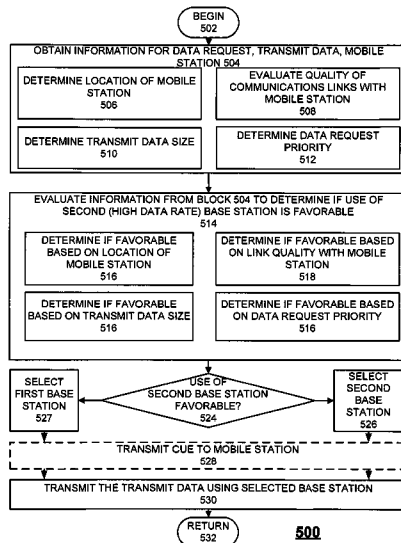 BEGIN
502
OBTAIN INFORMATION FOR DATA REQUEST, TRANSMIT DATA, MOBILE
STATION 504
DETERMINE LOCATION OF MOBILE
STATION
506
EVALUATE QUALITY OF
COMMUNICATIONS LINKS WITH
MOBILE STATION
508
DETERMINE TRANSMIT DATA SIZE
510
DETERMINE DATA REQUEST
PRIORITY
512
EVALUATE INFORMATION FROM BLOCK 504 TO DETERMINE IF USE OF
SECOND (HIGH DATA RATE) BASE STATION IS FAVORABLE
514
DETERMINE IF FAVORABLE
BASED ON LOCATION OF
MOBILE STATION
516
DETERMINE IF FAVORABLE BASED
ON LINK QUALITY WITH MOBILE
STATION
518
DETERMINE IF FAVORABLE
BASED ON TRANSMIT DATA SIZE
516
DETERMINE IF FAVORABLE BASED
ON DATA REQUEST PRIORITY
516
SELECT
FIRST BASE
STATION
527
USE OF
SECOND BASE STATION
FAVORABLE?
524
SELECT
SECOND
BASE
STATION
526
TRANSMIT CUE TO MOBILE STATION
528
TRANSMIT THE TRANSMIT DATA USING SELECTED BASE STATION
530
RETURN
532
500